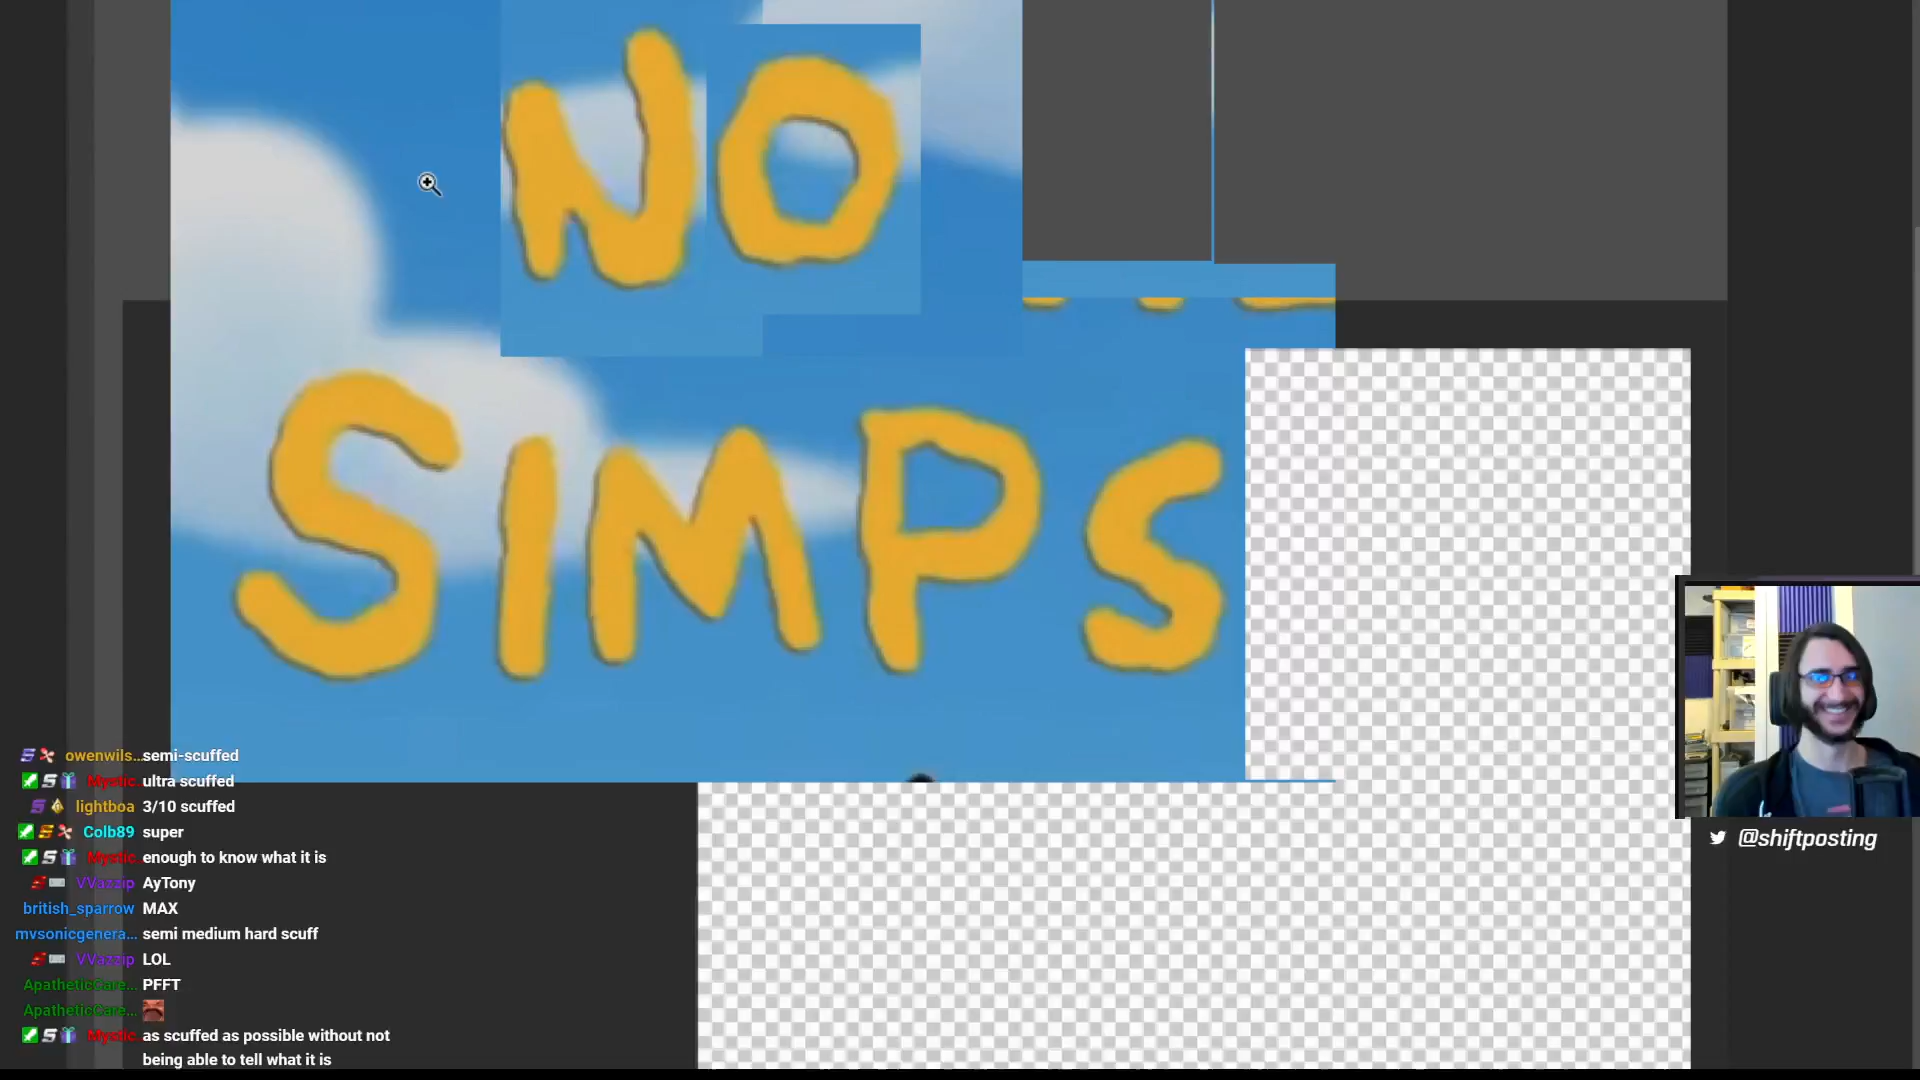 NO
SIMPS
owenwils... semi-scuffed
Mystic.. ultra scuffed
lightboa 3/10 scuffed
Colb89 super
Mystic.. enough to know what it is
VVazzip AyTony
british_sparrow MAX
mvsonicgenera... semi medium hard scuff
VVazzip LOL
ApatheticCare... PFFT
ApatheticCare...
Mystic.. as scuffed as possible without not
being able to tell what it is
@shiftposting